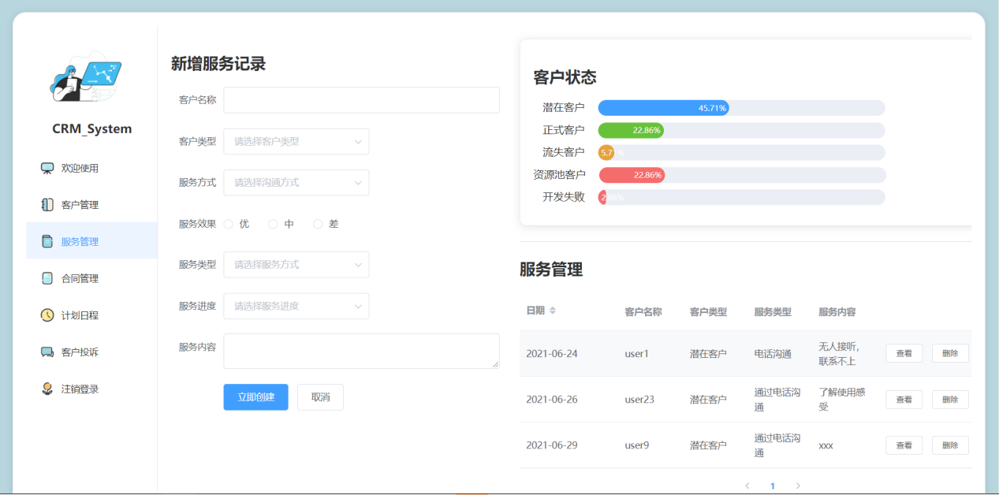 CRM_System
欢迎使用
客户管理
服务管理
合同管理
计划日程
客户投诉
注销登录
新增服务记录
客户名称
客户类型 请选择客户类型
服务方式 请选择沟通方式
服务效果 优 中 差
服务类型 请选择服务方式
服务进度 请选择服务进度
服务内容
立即创建 取消
客户状态
潜在客户 45.71%
正式客户 22.86%
流失客户 5.71%
资源池客户 22.86%
开发失败 2.86%
服务管理
日期 客户名称 客户类型 服务类型 服务内容
2021-06-24 user1 潜在客户 电话沟通 无人接听,
联系不上 查看 删除
2021-06-26 user23 潜在客户 通过电话沟
通 了解使用感
受 查看 删除
2021-06-29 user9 潜在客户 通过电话沟
通 xxx 查看 删除
1